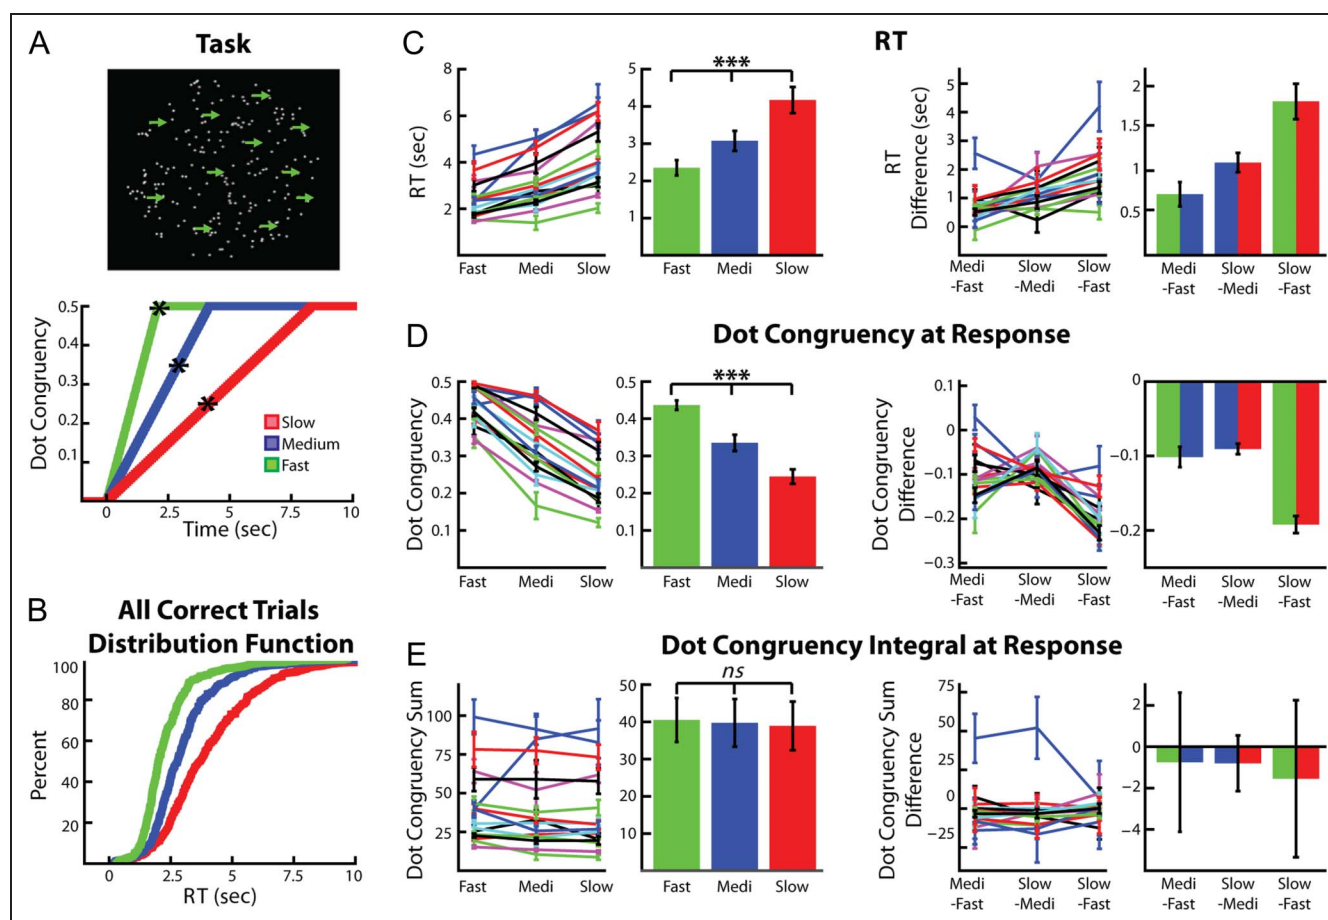 A
Task
Dot Congruency
0.5
0.3
0.2
0.1
Slow
Medium
Fast
0
2.5
5
7.5
10
Time (sec)
B
All Correct Trials
Distribution Function
Percent
100
80
60
40
20
0
2.5
5
7.5
10
RT (sec)
C
RT
RT (sec)
8
6
4
2
Fast
Medi
Slow
***
5
4
3
2
1
Fast
Medi
Slow
RT
Difference (sec)
5
4
3
2
1
0
Medi
-Fast
Slow
-Medi
Slow
-Fast
2
1.5
1
0.5
Medi
-Fast
Slow
-Medi
Slow
-Fast
D
Dot Congruency at Response
Dot Congruency
0.5
0.4
0.3
0.2
0.1
Fast
Medi
Slow
***
0.5
0.4
0.3
0.2
0.1
Fast
Medi
Slow
Dot Congruency
Difference
0.1
0
−0.1
−0.2
−0.3
Medi
-Fast
Slow
-Medi
Slow
-Fast
0
−0.1
−0.2
Medi
-Fast
Slow
-Medi
Slow
-Fast
E
Dot Congruency Integral at Response
Dot Congruency Sum
100
75
50
25
Fast
Medi
Slow
ns
50
40
30
20
10
Fast
Medi
Slow
Dot Congruency Sum
Difference
75
50
25
0
−25
Medi
-Fast
Slow
-Medi
Slow
-Fast
2
0
−2
−4
Medi
-Fast
Slow
-Medi
Slow
-Fast